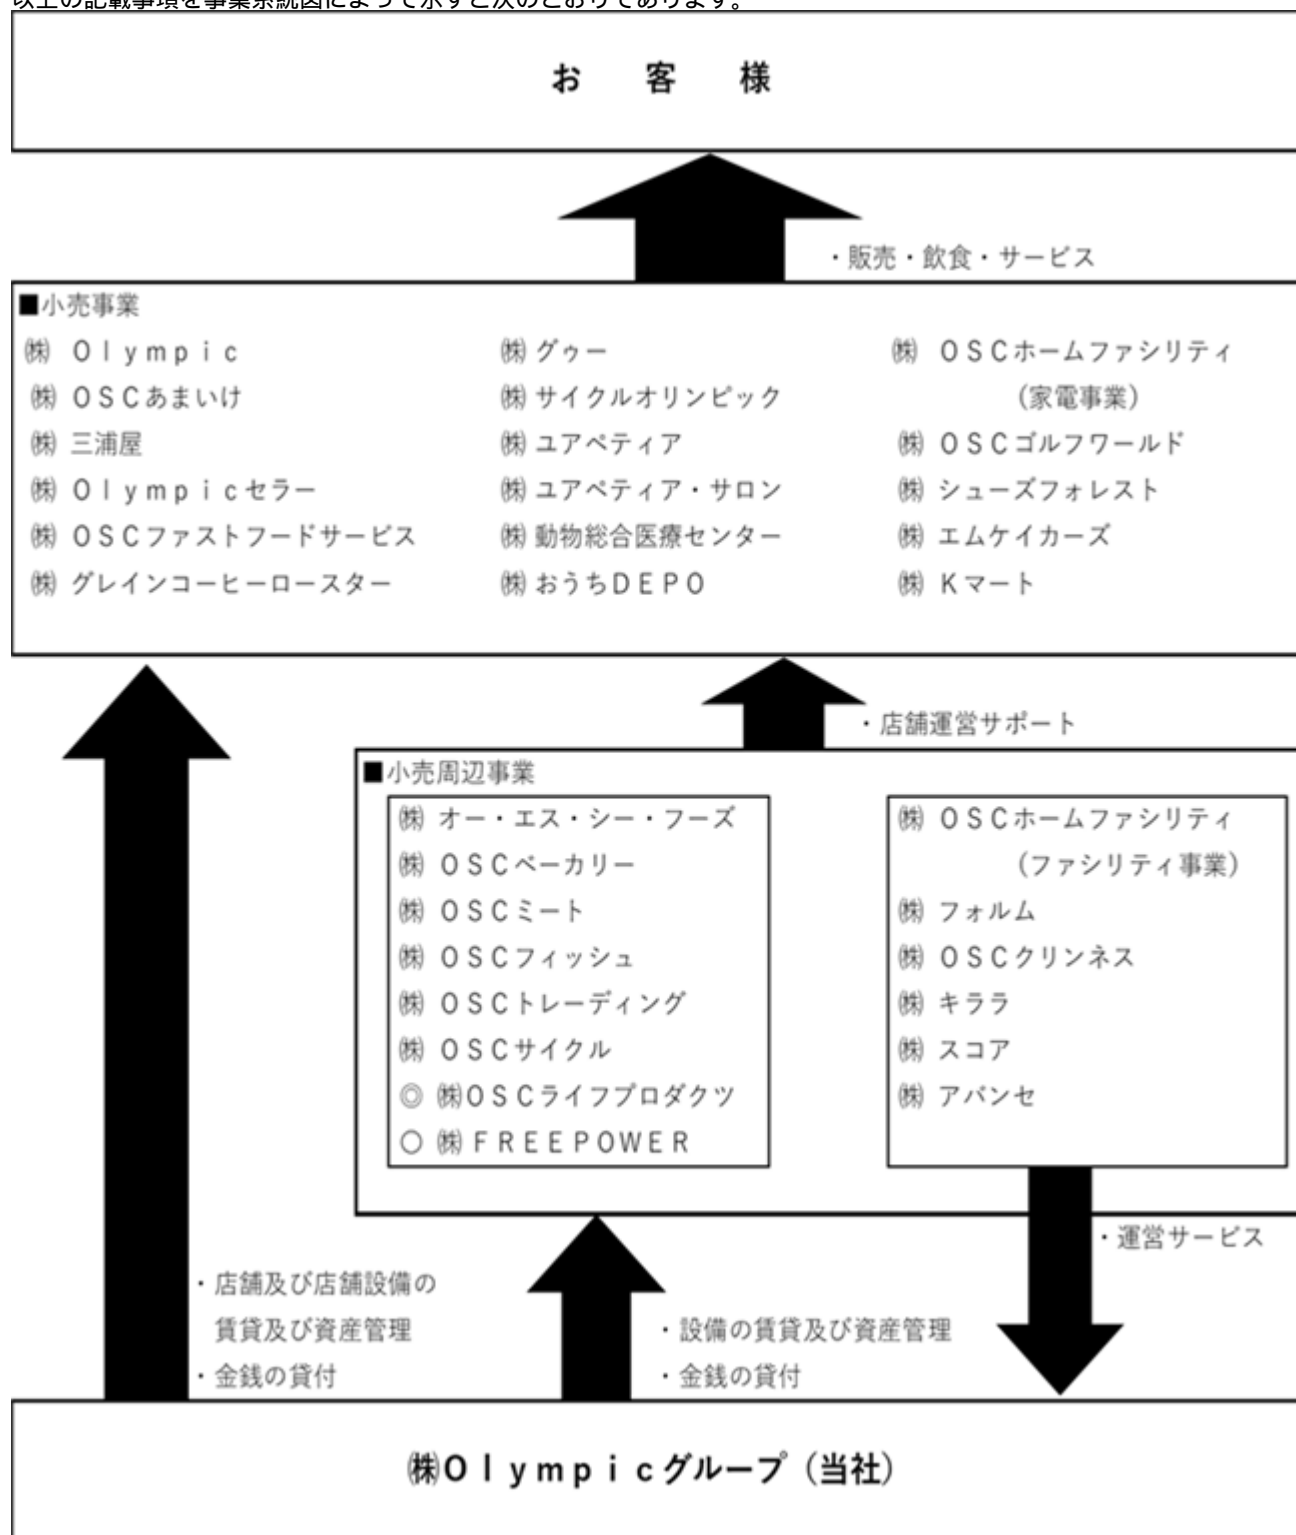 以上の記載事項を事業系統図によって示すと次のとおりであります。
お 客 様
・販売・飲食・サービス
■小売事業
㈱ Ｏｌｙｍｐｉｃ
㈱ ＯＳＣあまいけ
㈱ 三浦屋
㈱ Ｏｌｙｍｐｉｃセラー
㈱ ＯＳＣファストフードサービス
㈱ グレインコーヒーロースター
㈱ グゥー
㈱ サイクルオリンピック
㈱ ユアペティア
㈱ ユアペティア・サロン
㈱ 動物総合医療センター
㈱ おうちＤＥＰＯ
㈱ ＯＳＣホームファシリティ
（家電事業）
㈱ ＯＳＣゴルフワールド
㈱ シューズフォレスト
㈱ エムケイカーズ
㈱ Ｋマート
・店舗運営サポート
■小売周辺事業
㈱ オー・エス・シー・フーズ
㈱ ＯＳＣベーカリー
㈱ ＯＳＣミート
㈱ ＯＳＣフィッシュ
㈱ ＯＳＣトレーディング
㈱ ＯＳＣサイクル
◎ ㈱ＯＳＣライフプロダクツ
○ ㈱ＦＲＥＥＰＯＷＥＲ
㈱ ＯＳＣホームファシリティ
（ファシリティ事業）
㈱ フォルム
㈱ ＯＳＣクリンネス
㈱ キララ
㈱ スコア
㈱ アバンセ
・運営サービス
・店舗及び店舗設備の
賃貸及び資産管理
・金銭の貸付
・設備の賃貸及び資産管理
・金銭の貸付
㈱Ｏｌｙｍｐｉｃグループ（当社）